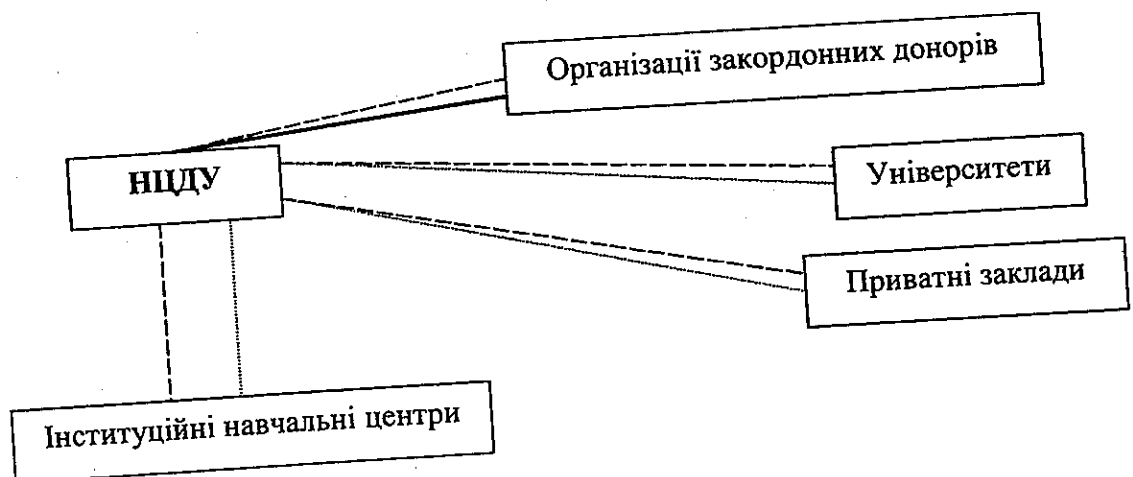 Організації закордонних донорів
НЦДУ
Університети
Приватні заклади
Інституційні навчальні центри